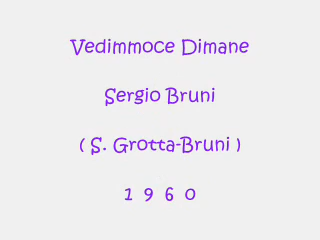 Vedimmoce Dimane
Sergio Bruni
( S. Grotta-Bruni )
1 9 6 0